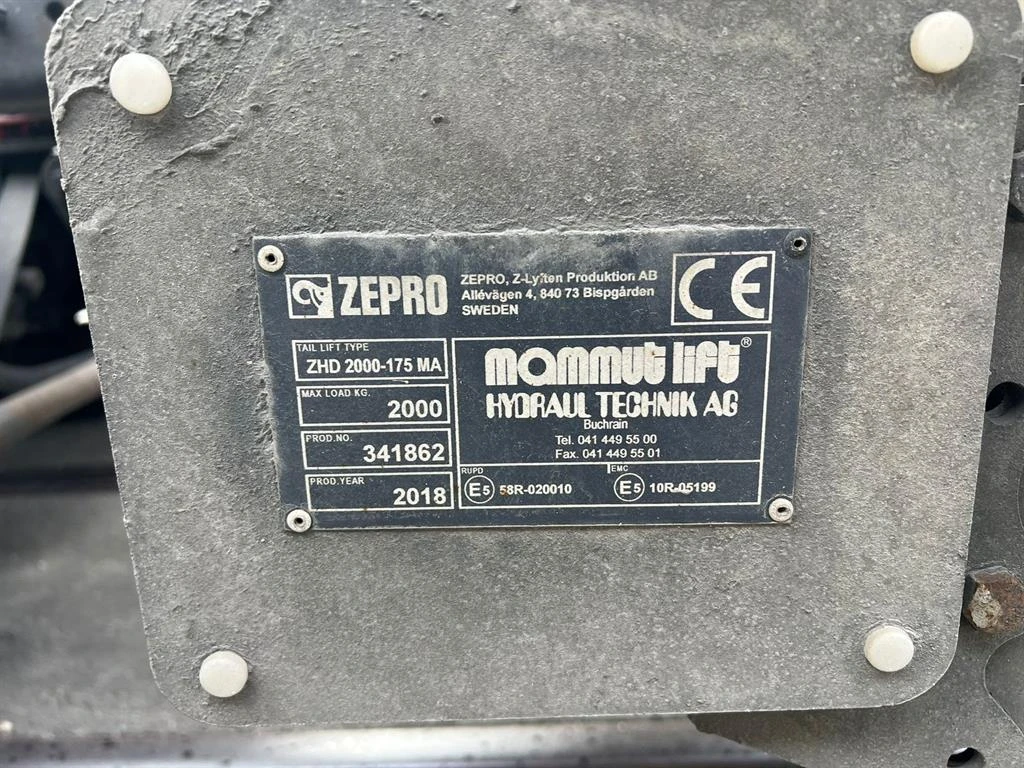 ZEPRO
ZEPRO, Z-Lyften Produktion AB
Allévägen 4, 840 73 Bispgården
SWEDEN
CE
TAIL LIFT TYPE
ZHD 2000-175 MA
MAX LOAD KG.
2000
PROD.NO.
341862
PROD.YEAR
2018
mammut lift®
HYDRAUL TECHNIK AG
Buchrain
Tel. 041 449 55 00
Fax. 041 449 55 01
RUPD
E5 58R-020010
EMC
E5 10R-05199